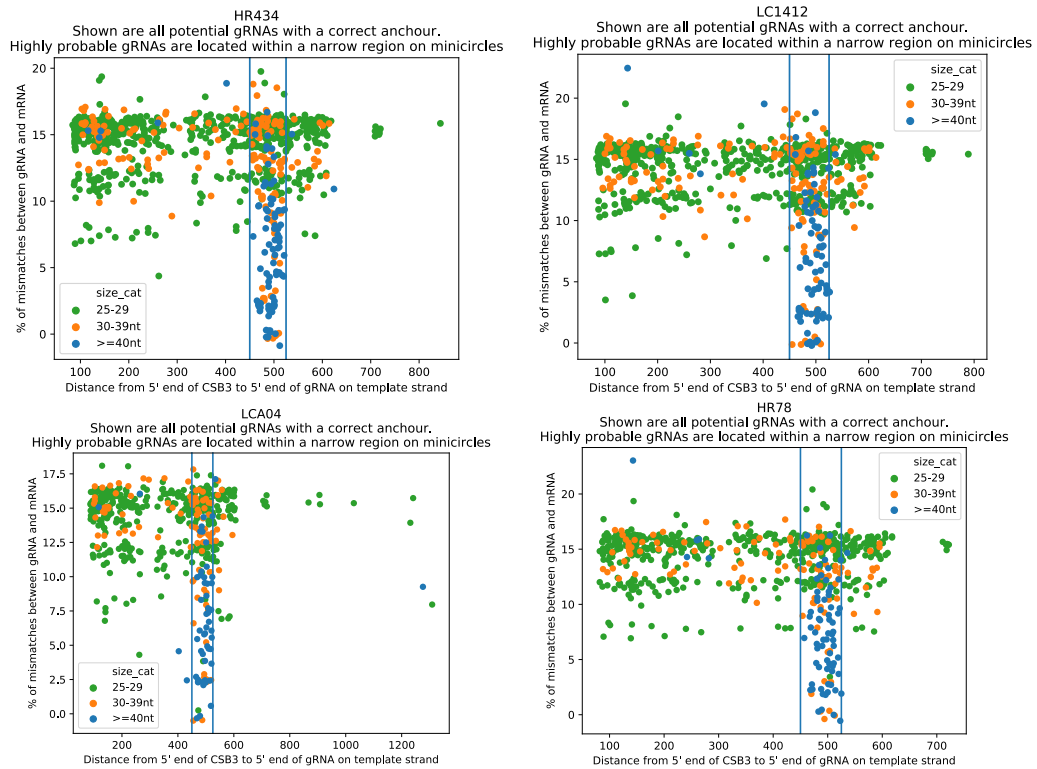 HR434
Shown are all potential gRNAs with a correct anchour.
Highly probable gRNAs are located within a narrow region on minicircles
% of mismatches between gRNA and mRNA
20
15
10
5
0
size_cat
25-29
30-39nt
>=40nt
100 200 300 400 500 600 700 800
Distance from 5' end of CSB3 to 5' end of gRNA on template strand
LC1412
Shown are all potential gRNAs with a correct anchour.
Highly probable gRNAs are located within a narrow region on minicircles
% of mismatches between gRNA and mRNA
20
15
10
5
0
size_cat
25-29
30-39nt
>=40nt
100 200 300 400 500 600 700 800
Distance from 5' end of CSB3 to 5' end of gRNA on template strand
LCA04
Shown are all potential gRNAs with a correct anchour.
Highly probable gRNAs are located within a narrow region on minicircles
% of mismatches between gRNA and mRNA
17.5
15.0
12.5
10.0
7.5
5.0
2.5
0.0
size_cat
25-29
30-39nt
>=40nt
200 400 600 800 1000 1200
Distance from 5' end of CSB3 to 5' end of gRNA on template strand
HR78
Shown are all potential gRNAs with a correct anchour.
Highly probable gRNAs are located within a narrow region on minicircles
% of mismatches between gRNA and mRNA
20
15
10
5
0
size_cat
25-29
30-39nt
>=40nt
100 200 300 400 500 600 700
Distance from 5' end of CSB3 to 5' end of gRNA on template strand